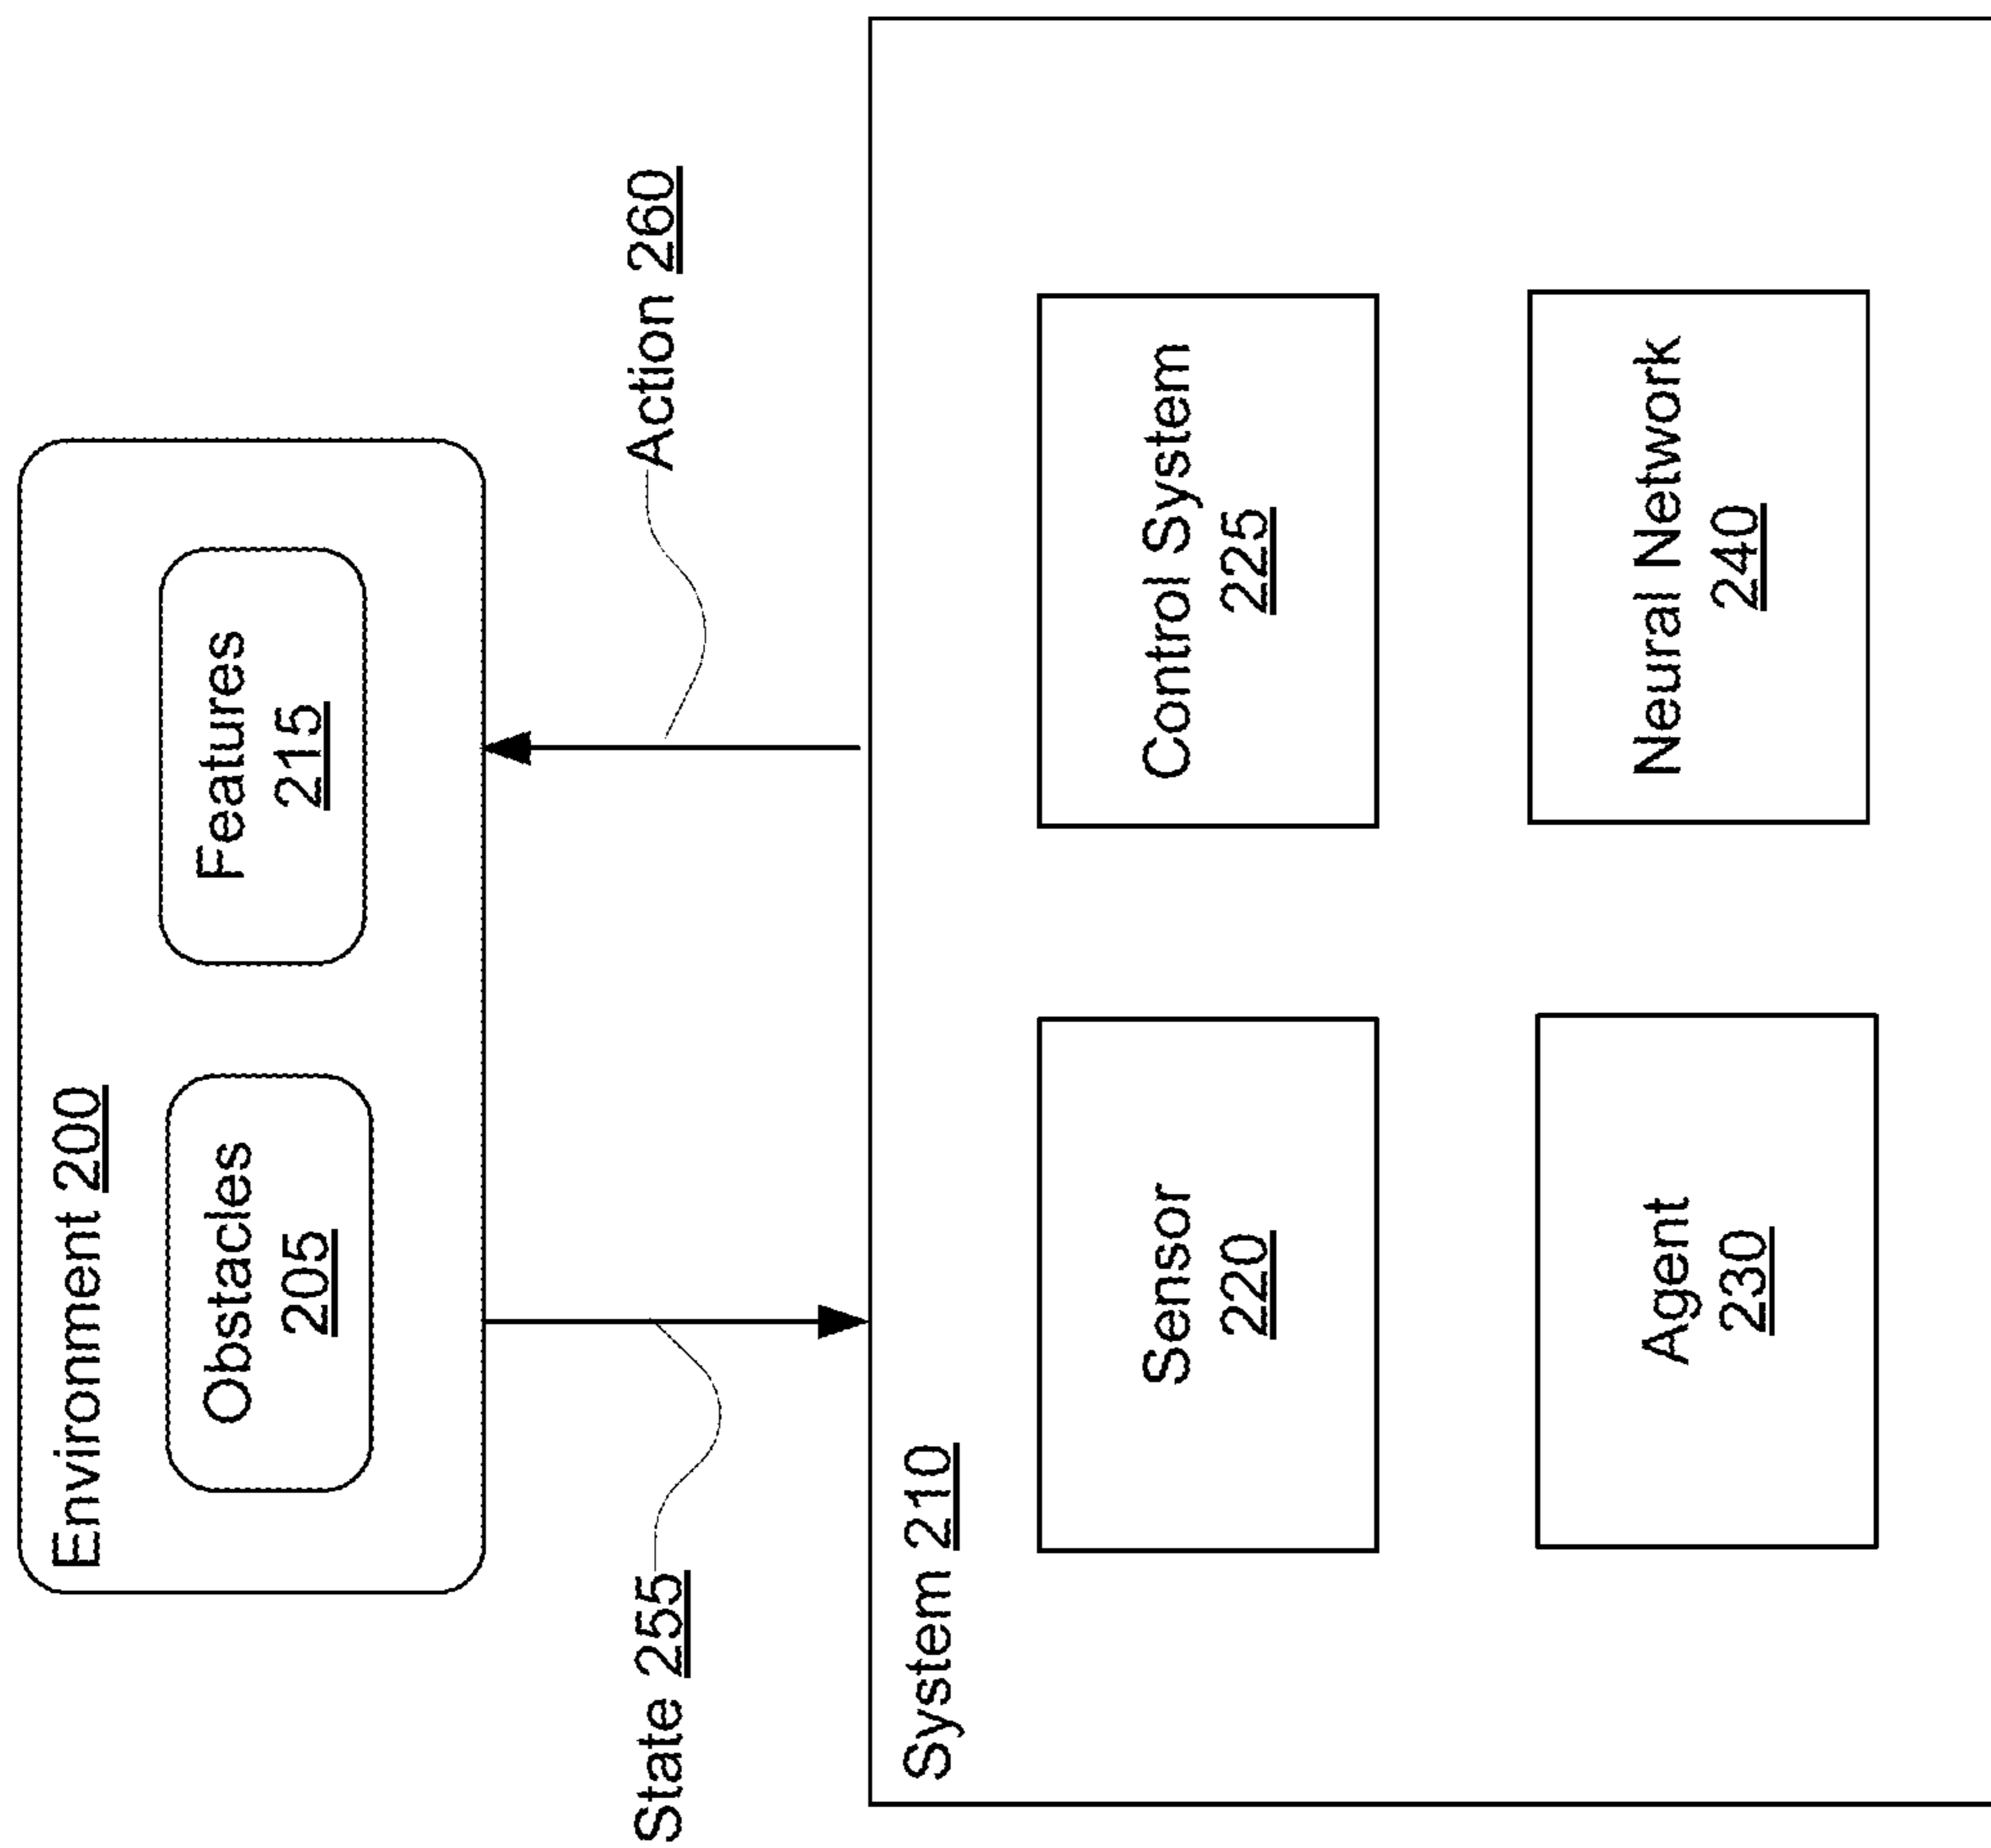 Environment 200
Obstacles
205
Features
215
State 255
Action 260
System 210
Sensor
220
Control System
225
Agent
230
Neural Network
240